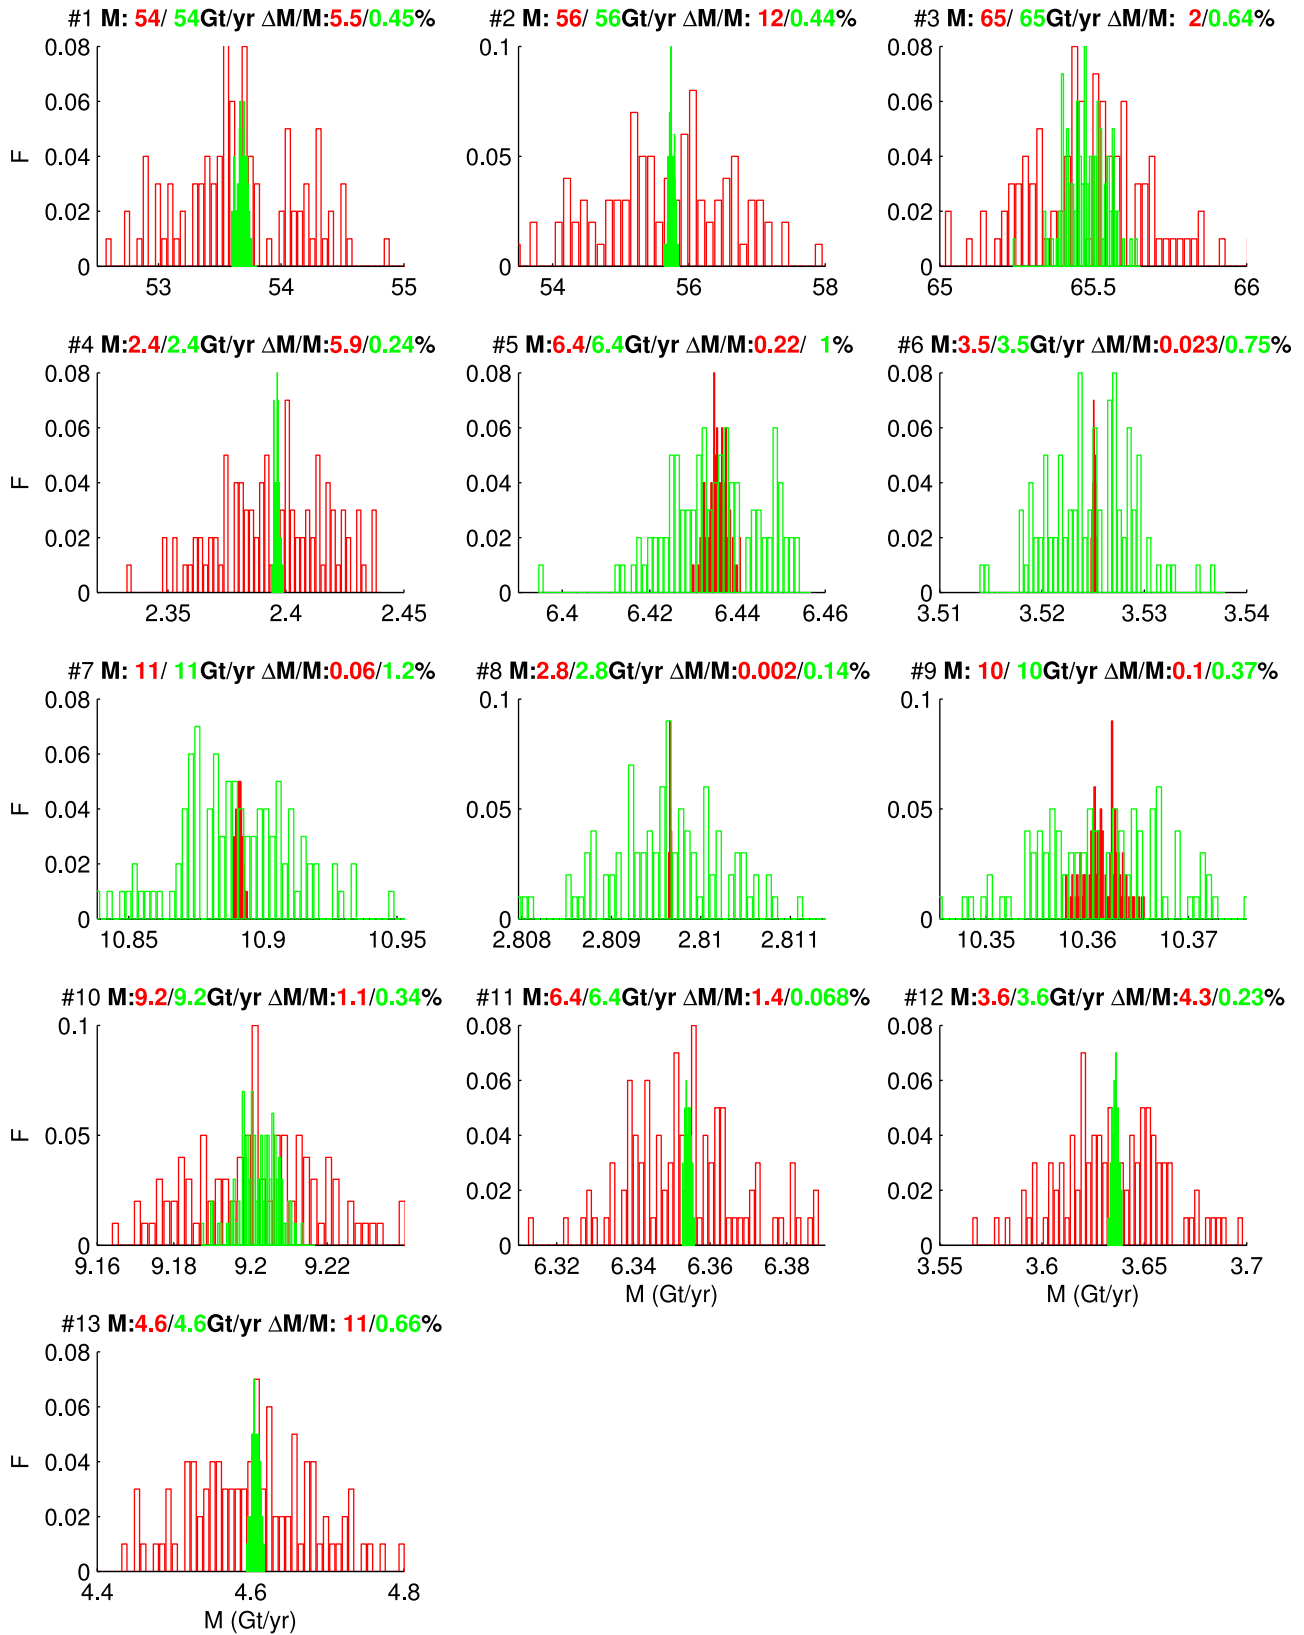 #1 M: 54/ 54Gt/yr ΔM/M:5.5/0.45%
#2 M: 56/ 56Gt/yr ΔM/M: 12/0.44%
#3 M: 65/ 65Gt/yr ΔM/M: 2/0.64%
0.08
0.06
0.04
0.02
0
F
53 54 55
0.1
0.05
0
54 56 58
0.08
0.06
0.04
0.02
0
65 65.5 66
#4 M:2.4/2.4Gt/yr ΔM/M:5.9/0.24%
#5 M:6.4/6.4Gt/yr ΔM/M:0.22/ 1%
#6 M:3.5/3.5Gt/yr ΔM/M:0.023/0.75%
0.08
0.06
0.04
0.02
0
F
2.35 2.4 2.45
0.08
0.06
0.04
0.02
0
6.4 6.42 6.44 6.46
0.08
0.06
0.04
0.02
0
3.51 3.52 3.53 3.54
#7 M: 11/ 11Gt/yr ΔM/M:0.06/1.2%
#8 M:2.8/2.8Gt/yr ΔM/M:0.002/0.14%
#9 M: 10/ 10Gt/yr ΔM/M:0.1/0.37%
0.08
0.06
0.04
0.02
0
F
10.85 10.9 10.95
0.1
0.05
0
2.808 2.809 2.81 2.811
0.1
0.05
0
10.35 10.36 10.37
#10 M:9.2/9.2Gt/yr ΔM/M:1.1/0.34%
#11 M:6.4/6.4Gt/yr ΔM/M:1.4/0.068%
#12 M:3.6/3.6Gt/yr ΔM/M:4.3/0.23%
0.1
0.05
0
F
9.16 9.18 9.2 9.22
0.08
0.06
0.04
0.02
0
6.32 6.34 6.36 6.38
M (Gt/yr)
0.08
0.06
0.04
0.02
0
3.55 3.6 3.65 3.7
M (Gt/yr)
#13 M:4.6/4.6Gt/yr ΔM/M: 11/0.66%
0.08
0.06
0.04
0.02
0
F
4.4 4.6 4.8
M (Gt/yr)